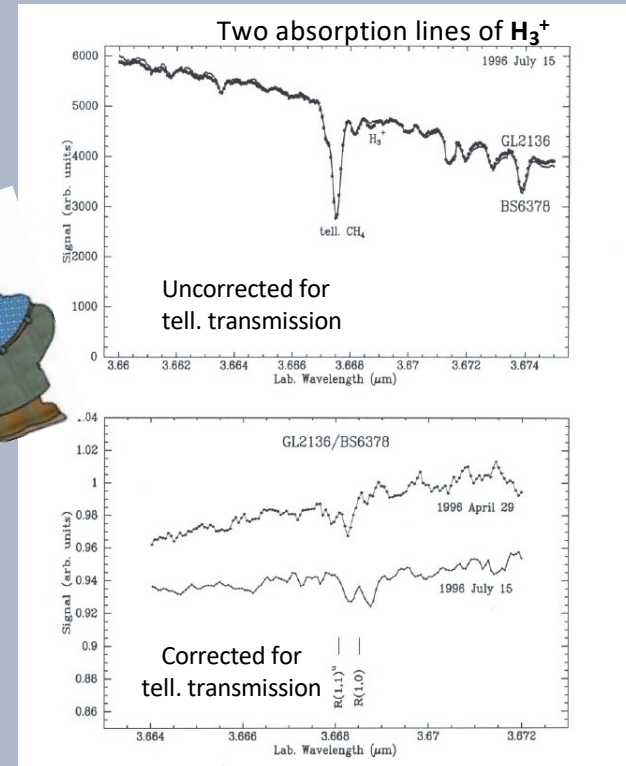 Two absorption lines of H₃⁺
6000
5000
4000
3000
2000
1000
0
Signal (arb. units)
1996 July 15
H₃⁺
GL2136
BS6378
tell. CH₄
Uncorrected for
tell. transmission
3.66 3.662 3.664 3.666 3.668 3.67 3.672 3.674
Lab. Wavelength (μm)
.04
1.02
1
0.98
0.96
0.94
0.92
0.9
0.88
0.86
Signal (arb. units)
GL2136/BS6378
1996 April 29
1996 July 15
R(1,1)ᵘ
R(1,0)
Corrected for
tell. transmission
3.664 3.666 3.668 3.67 3.672
Lab. Wavelength (μm)